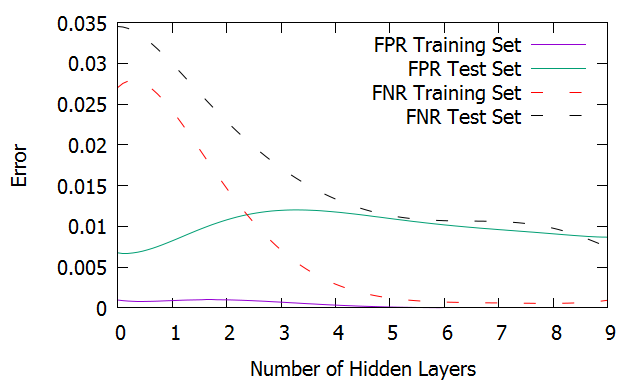 0.035
0.03
0.025
0.02
0.015
0.01
0.005
0
Error
FPR Training Set
FPR Test Set
FNR Training Set
FNR Test Set
0 1 2 3 4 5 6 7 8 9
Number of Hidden Layers